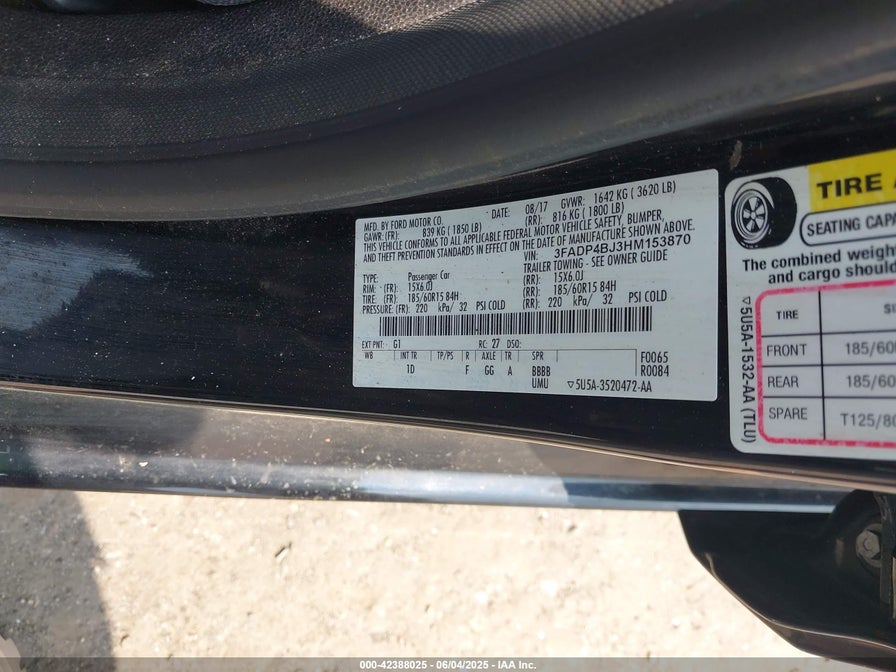 MFD. BY FORD MOTOR CO.
DATE: 08/17 GVWR: 1642 KG ( 3620 LB)
GAWR: (FR): 839 KG ( 1850 LB) (RR): 816 KG ( 1800 LB)
THIS VEHICLE CONFORMS TO ALL APPLICABLE FEDERAL MOTOR VEHICLE SAFETY, BUMPER,
AND THEFT PREVENTION STANDARDS IN EFFECT ON THE DATE OF MANUFACTURE SHOWN ABOVE.
VIN: 3FADP4BJ3HM153870
TYPE: Passenger Car TRAILER TOWING - SEE OWNER GUIDE
RIM: (FR): 15X6.0J (RR): 15X6.0J
TIRE: (FR): 185/60R15 84H (RR): 185/60R15 84H
PRESSURE: (FR): 220 kPa/ 32 PSI COLD (RR): 220 kPa/ 32 PSI COLD
EXT PNT: G1 RC: 27 DSO:
WB INT TR TP/PS R AXLE TR SPR F0065
1D F GG A BBBB R0084
UMU ▽5U5A-3520472-AA
TIRE
SEATING CAP
The combined weight
and cargo shoul
TIRE SI
FRONT 185/60
REAR 185/60
SPARE T125/80
▽5U5A-1532-AA (TLU)
000-42388025 - 06/04/2025 - IAA Inc.